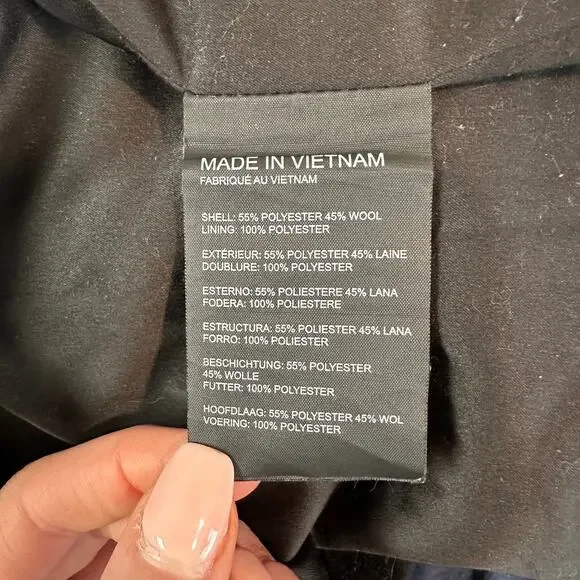 MADE IN VIETNAM
FABRIQUÉ AU VIETNAM
SHELL: 55% POLYESTER 45% WOOL
LINING: 100% POLYESTER
EXTÉRIEUR: 55% POLYESTER 45% LAINE
DOUBLURE: 100% POLYESTER
ESTERNO: 55% POLIESTERE 45% LANA
FODERA: 100% POLIESTERE
ESTRUCTURA: 55% POLIESTER 45% LANA
FORRO: 100% POLIESTER
BESCHICHTUNG: 55% POLYESTER
45% WOLLE
FUTTER: 100% POLYESTER
HOOFDLAAG: 55% POLYESTER 45% WOL
VOERING: 100% POLYESTER